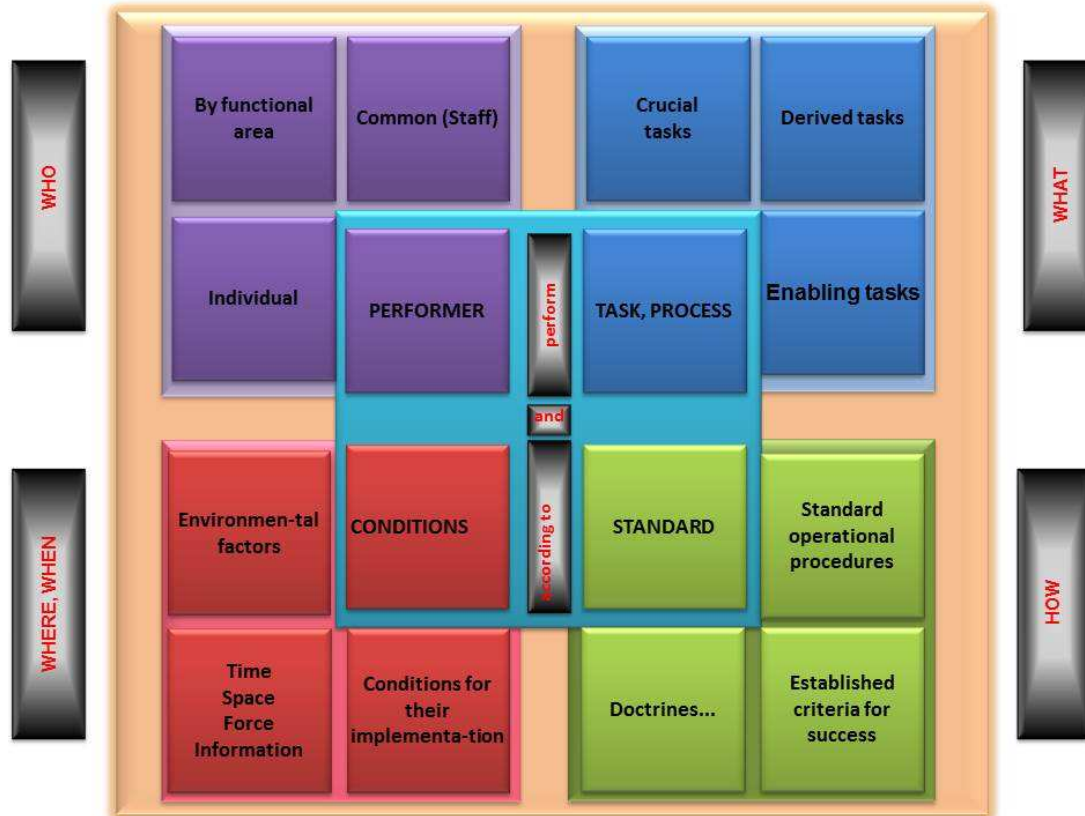 WHO
By functional
area
Common (Staff)
Individual
PERFORMER
perform
Crucial
tasks
Derived tasks
TASK, PROCESS
Enabling tasks
WHAT
and
WHERE, WHEN
Environmen-tal
factors
CONDITIONS
Time
Space
Force
Information
Conditions for
their
implementa-tion
according to
STANDARD
Standard
operational
procedures
Doctrines...
Established
criteria for
success
HOW